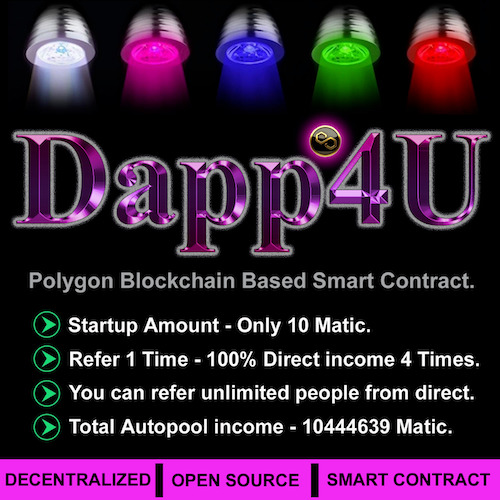 Dapp4U
Polygon Blockchain Based Smart Contract.
Startup Amount - Only 10 Matic.
Refer 1 Time - 100% Direct income 4 Times.
You can refer unlimited people from direct.
Total Autopool income - 10444639 Matic.
DECENTRALIZED | OPEN SOURCE | SMART CONTRACT